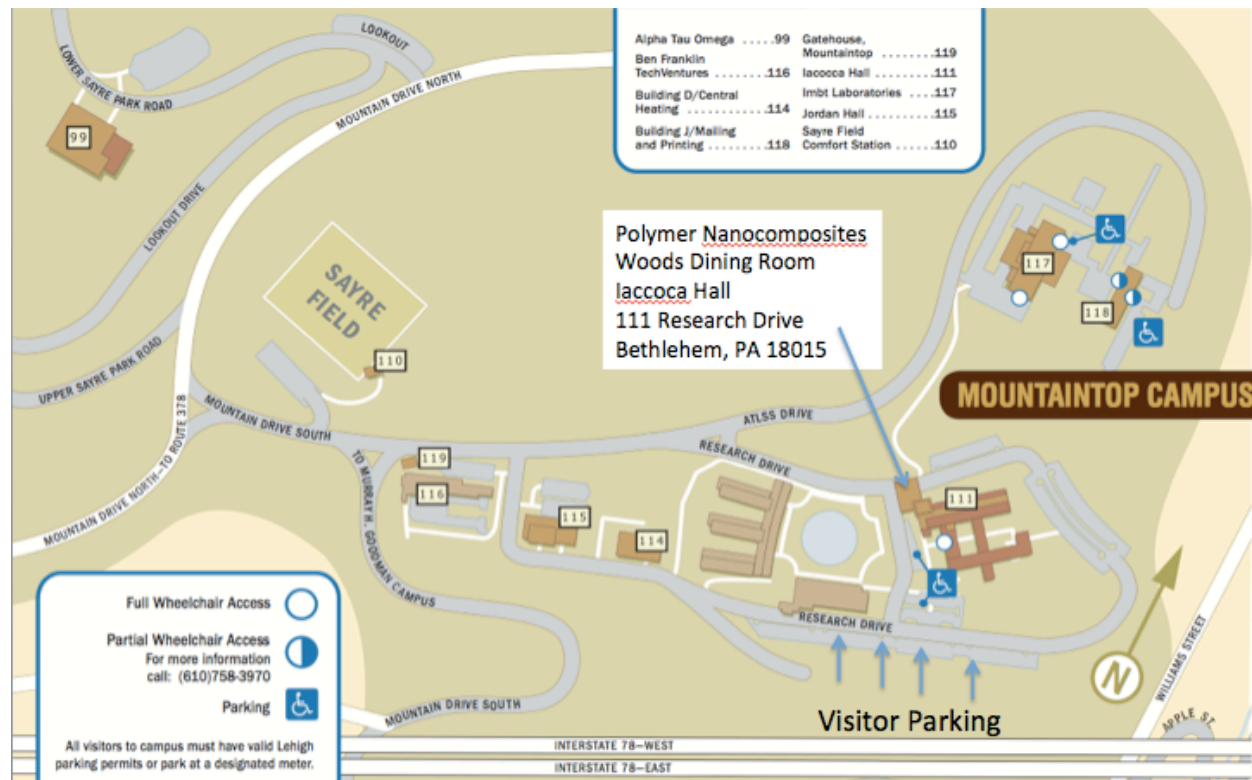 LOOKOUT
LOWER SAYRE PARK ROAD
MOUNTAIN DRIVE NORTH
99
LOOKOUT DRIVE
Alpha Tau Omega .....99
Ben Franklin
TechVentures ........116
Building D/Central
Heating ............114
Building J/Mailing
and Printing .........118
Gatehouse,
Mountaintop ........119
Iacocca Hall ........111
Imbt Laboratories ....117
Jordan Hall .........115
Sayre Field
Comfort Station ......110
SAYRE
FIELD
110
Polymer Nanocomposites
Woods Dining Room
Iaccoca Hall
111 Research Drive
Bethlehem, PA 18015
117
118
MOUNTAINTOP CAMPUS
UPPER SAYRE PARK ROAD
MOUNTAIN DRIVE SOUTH
ATLSS DRIVE
RESEARCH DRIVE
MOUNTAIN DRIVE NORTH—TO ROUTE 378
TO MURRAY H. GOODMAN CAMPUS
119
116
115
114
111
RESEARCH DRIVE
Visitor Parking
N
WILLIAMS STREET
APPLE ST.
MOUNTAIN DRIVE SOUTH
INTERSTATE 78—WEST
INTERSTATE 78—EAST
Full Wheelchair Access
Partial Wheelchair Access
For more information
call: (610)758-3970
Parking
All visitors to campus must have valid Lehigh
parking permits or park at a designated meter.